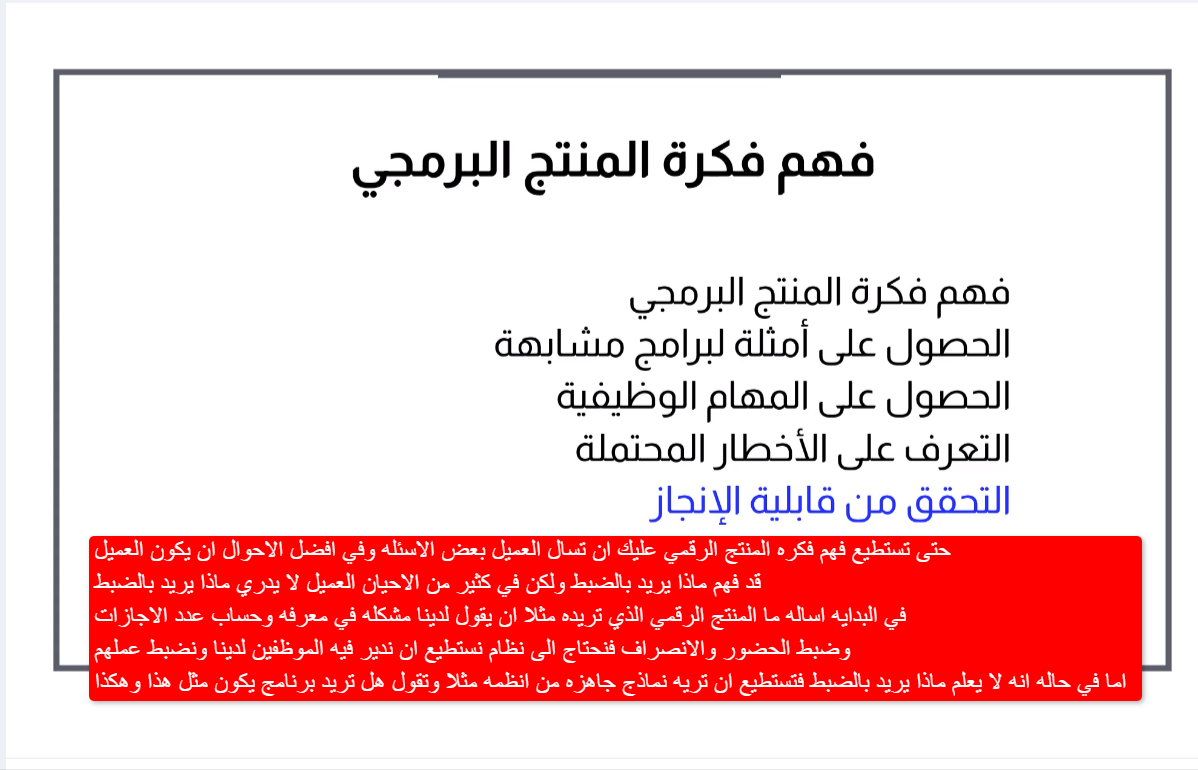 فهم فكرة المنتج البرمجي
فهم فكرة المنتج البرمجي
الحصول على أمثلة لبرامج مشابهة
الحصول على المهام الوظيفية
التعرف على الأخطار المحتملة
التحقق من قابلية الإنجاز
حتى تستطيع فهم فكره المنتج الرقمي عليك ان تسال العميل بعض الاسئله وفي افضل الاحوال ان يكون العميل
قد فهم ماذا يريد بالضبط ولكن في كثير من الاحيان العميل لا يدري ماذا يريد بالضبط
في البدايه اساله ما المنتج الرقمي الذي تريده مثلا ان يقول لدينا مشكله في معرفه وحساب عدد الاجازات
وضبط الحضور والانصراف فنحتاج الى نظام نستطيع ان ندير فيه الموظفين لدينا ونضبط عملهم
اما في حاله انه لا يعلم ماذا يريد بالضبط فتستطيع ان تريه نماذج جاهزه من انظمه مثلا وتقول هل تريد برنامج يكون مثل هذا وهكذا